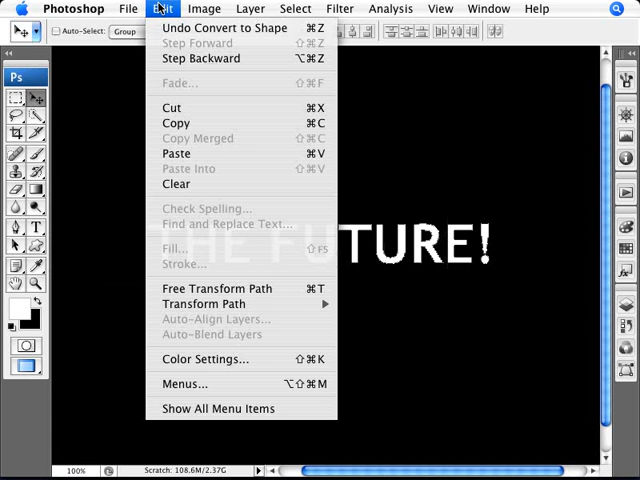 Photoshop File Edit Image Layer Select Filter Analysis View Window Help
Auto-Select: Group
Ps
Undo Convert to Shape ⌘Z
Step Forward ⇧⌘Z
Step Backward ⌥⌘Z
Fade... ⇧⌘F
Cut ⌘X
Copy ⌘C
Copy Merged ⇧⌘C
Paste ⌘V
Paste Into ⇧⌘V
Clear
Check Spelling...
Find and Replace Text...
THE FUTURE!
Fill... ⇧F5
Stroke...
Free Transform Path ⌘T
Transform Path
Auto-Align Layers...
Auto-Blend Layers
Color Settings... ⇧⌘K
Menus... ⌥⇧⌘M
Show All Menu Items
100% Scratch: 108.6M/2.37G